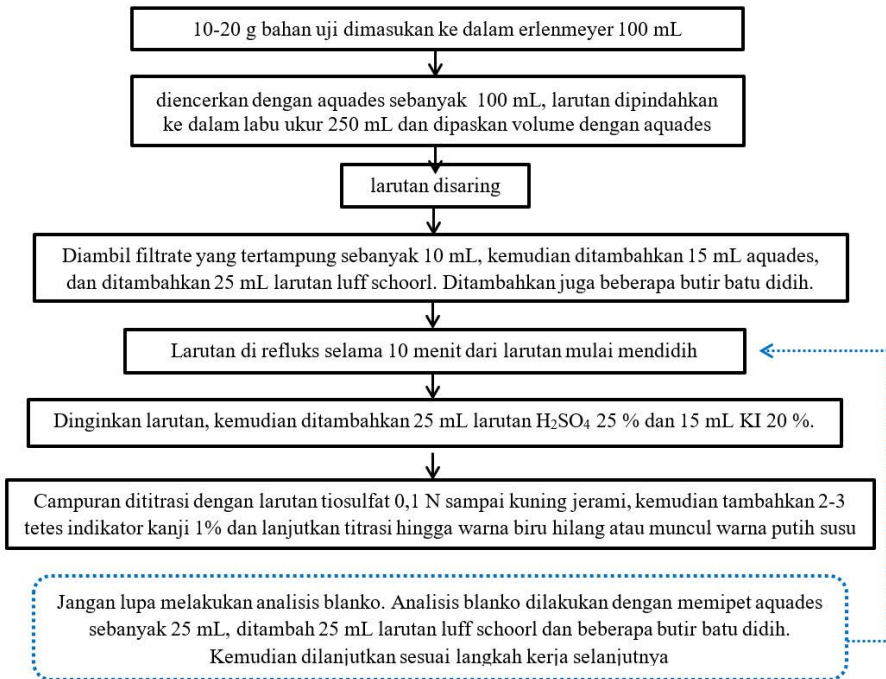 10-20 g bahan uji dimasukan ke dalam erlenmeyer 100 mL
diencerkan dengan aquades sebanyak 100 mL, larutan dipindahkan
ke dalam labu ukur 250 mL dan dipaskan volume dengan aquades
larutan disaring
Diambil filtrate yang tertampung sebanyak 10 mL, kemudian ditambahkan 15 mL aquades,
dan ditambahkan 25 mL larutan luff schoorl. Ditambahkan juga beberapa butir batu didih.
Larutan di refluks selama 10 menit dari larutan mulai mendidih
Dinginkan larutan, kemudian ditambahkan 25 mL larutan H₂SO₄ 25 % dan 15 mL KI 20 %.
Campuran dititrasi dengan larutan tiosulfat 0,1 N sampai kuning jerami, kemudian tambahkan 2-3
tetes indikator kanji 1% dan lanjutkan titrasi hingga warna biru hilang atau muncul warna putih susu
Jangan lupa melakukan analisis blanko. Analisis blanko dilakukan dengan memipet aquades
sebanyak 25 mL, ditambah 25 mL larutan luff schoorl dan beberapa butir batu didih.
Kemudian dilanjutkan sesuai langkah kerja selanjutnya